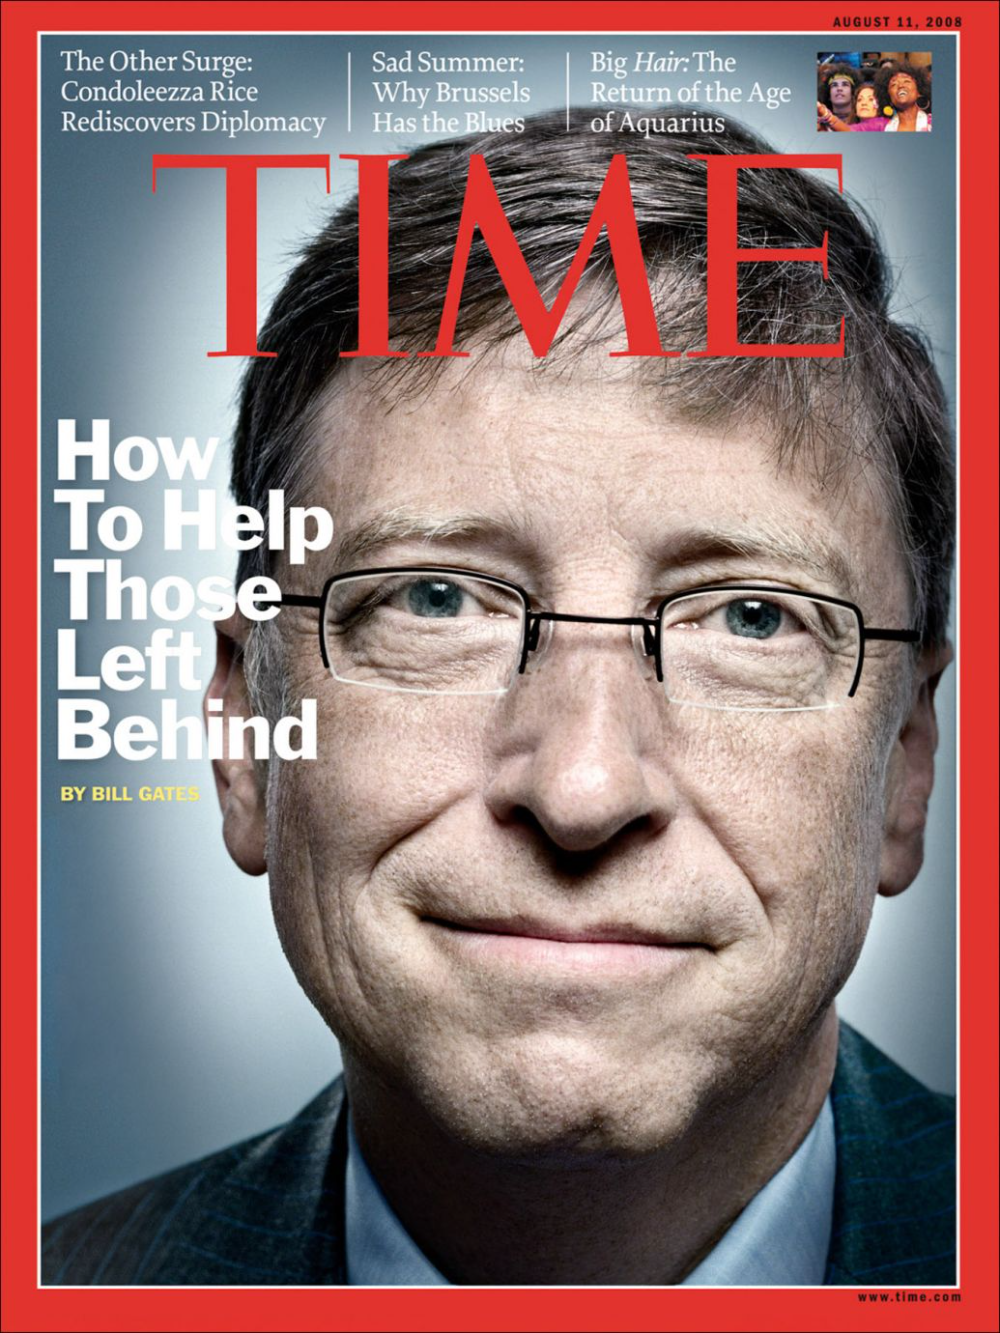 AUGUST 11, 2008
The Other Surge:
Condoleezza Rice
Rediscovers Diplomacy
Sad Summer:
Why Brussels
Has the Blues
Big Hair: The
Return of the Age
of Aquarius
TIME
How
To Help
Those
Left
Behind
BY BILL GATES
www.time.com